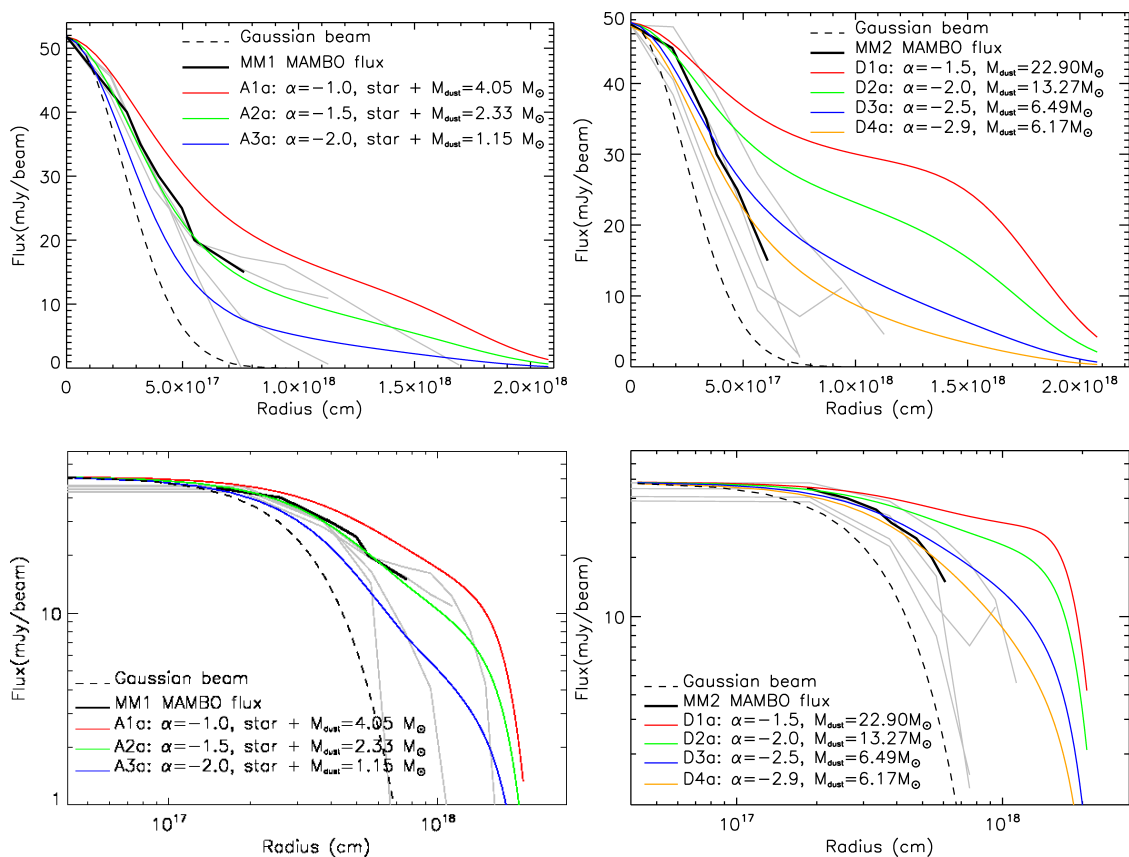 Gaussian beam
MM1 MAMBO flux
A1a: α=−1.0, star + M_dust=4.05 M_⊙
A2a: α=−1.5, star + M_dust=2.33 M_⊙
A3a: α=−2.0, star + M_dust=1.15 M_⊙
50
40
30
20
10
0
Flux(mJy/beam)
0
5.0×10^17
1.0×10^18
1.5×10^18
2.0×10^18
Radius (cm)
Gaussian beam
MM2 MAMBO flux
D1a: α=−1.5, M_dust=22.90M_⊙
D2a: α=−2.0, M_dust=13.27M_⊙
D3a: α=−2.5, M_dust=6.49M_⊙
D4a: α=−2.9, M_dust=6.17M_⊙
50
40
30
20
10
0
Flux(mJy/beam)
0
5.0×10^17
1.0×10^18
1.5×10^18
2.0×10^18
Radius (cm)
10
1
Flux(mJy/beam)
Gaussian beam
MM1 MAMBO flux
A1a: α=−1.0, star + M_dust=4.05 M_⊙
A2a: α=−1.5, star + M_dust=2.33 M_⊙
A3a: α=−2.0, star + M_dust=1.15 M_⊙
10^17
10^18
Radius (cm)
10
Flux(mJy/beam)
Gaussian beam
MM2 MAMBO flux
D1a: α=−1.5, M_dust=22.90M_⊙
D2a: α=−2.0, M_dust=13.27M_⊙
D3a: α=−2.5, M_dust=6.49M_⊙
D4a: α=−2.9, M_dust=6.17M_⊙
10^17
10^18
Radius (cm)